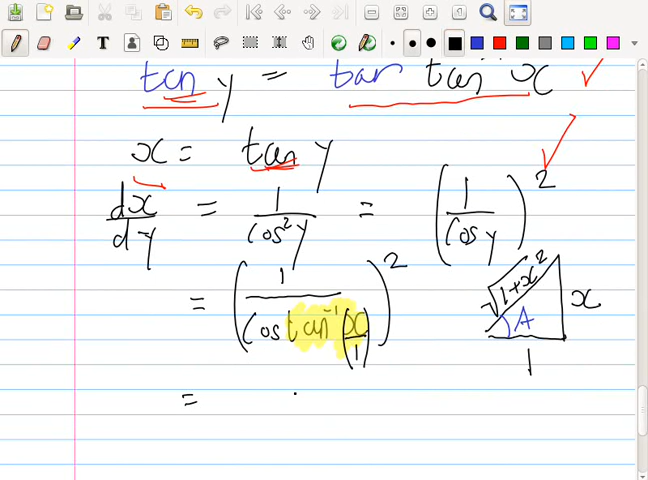 tan y = tan tan⁻¹ x ✓
x = tan y
dx/dy = 1/cos²y = (1/cos y)²
= (1/(cos tan⁻¹(x/1)))²
√1+x² A x
1
=